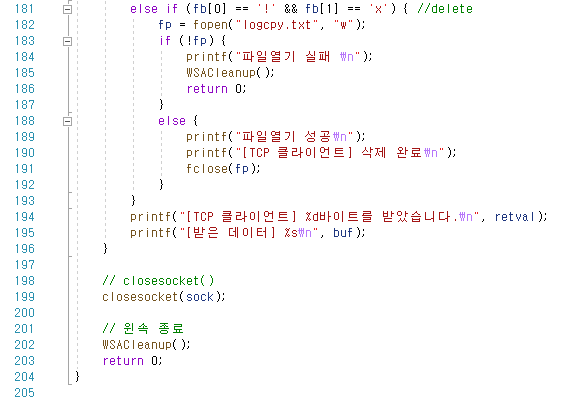 181 else if (fb[0] == '!' && fb[1] == 'x') { //delete
182 fp = fopen("logcpy.txt", "w");
183 if (!fp) {
184 printf("파일열기 실패 ₩n");
185 WSACleanup();
186 return 0;
187 }
188 else {
189 printf("파일열기 성공₩n");
190 printf("[TCP 클라이언트] 삭제 완료₩n");
191 fclose(fp);
192 }
193 }
194 printf("[TCP 클라이언트] %d바이트를 받았습니다.₩n", retval);
195 printf("[받은 데이터] %s₩n", buf);
196 }
197
198 // closesocket()
199 closesocket(sock);
200
201 // 윈속 종료
202 WSACleanup();
203 return 0;
204 }
205